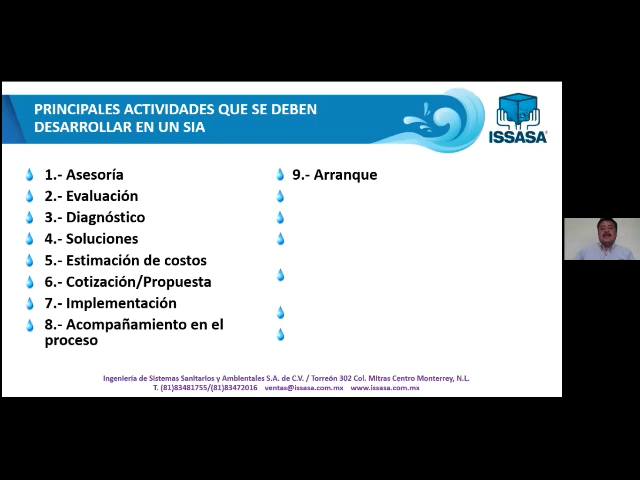 PRINCIPALES ACTIVIDADES QUE SE DEBEN
DESARROLLAR EN UN SIA
ISSASA
1.- Asesoría
2.- Evaluación
3.- Diagnóstico
4.- Soluciones
5.- Estimación de costos
6.- Cotización/Propuesta
7.- Implementación
8.- Acompañamiento en el
proceso
9.- Arranque
Ingeniería de Sistemas Sanitarios y Ambientales S.A. de C.V. / Torreón 302 Col. Mitras Centro Monterrey, N.L.
T. (81)83481755/(81)83472016 ventas@issasa.com.mx www.issasa.com.mx